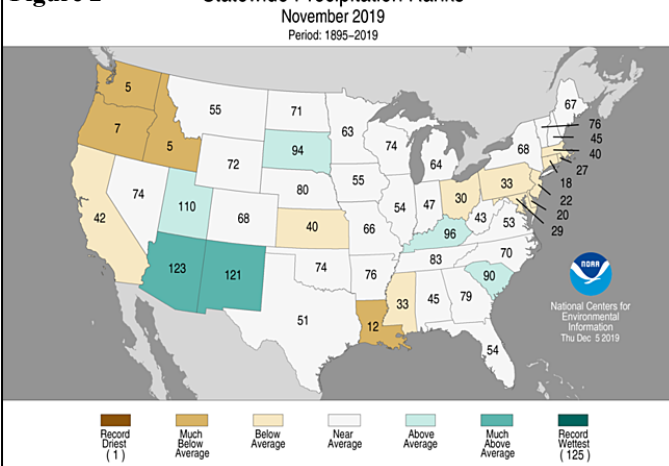 November 2019
Period: 1895–2019
5
7
5
55
71
63
74
64
67
76
45
40
27
18
22
20
29
72
94
80
55
54
47
30
33
68
42
74
110
68
40
66
96
43
53
123
121
74
76
83
70
90
51
12
33
45
79
54
NOAA
National Centers for
Environmental
Information
Thu Dec 5 2019
Record
Driest
(1)
Much
Below
Average
Below
Average
Near
Average
Above
Average
Much
Above
Average
Record
Wettest
(125)